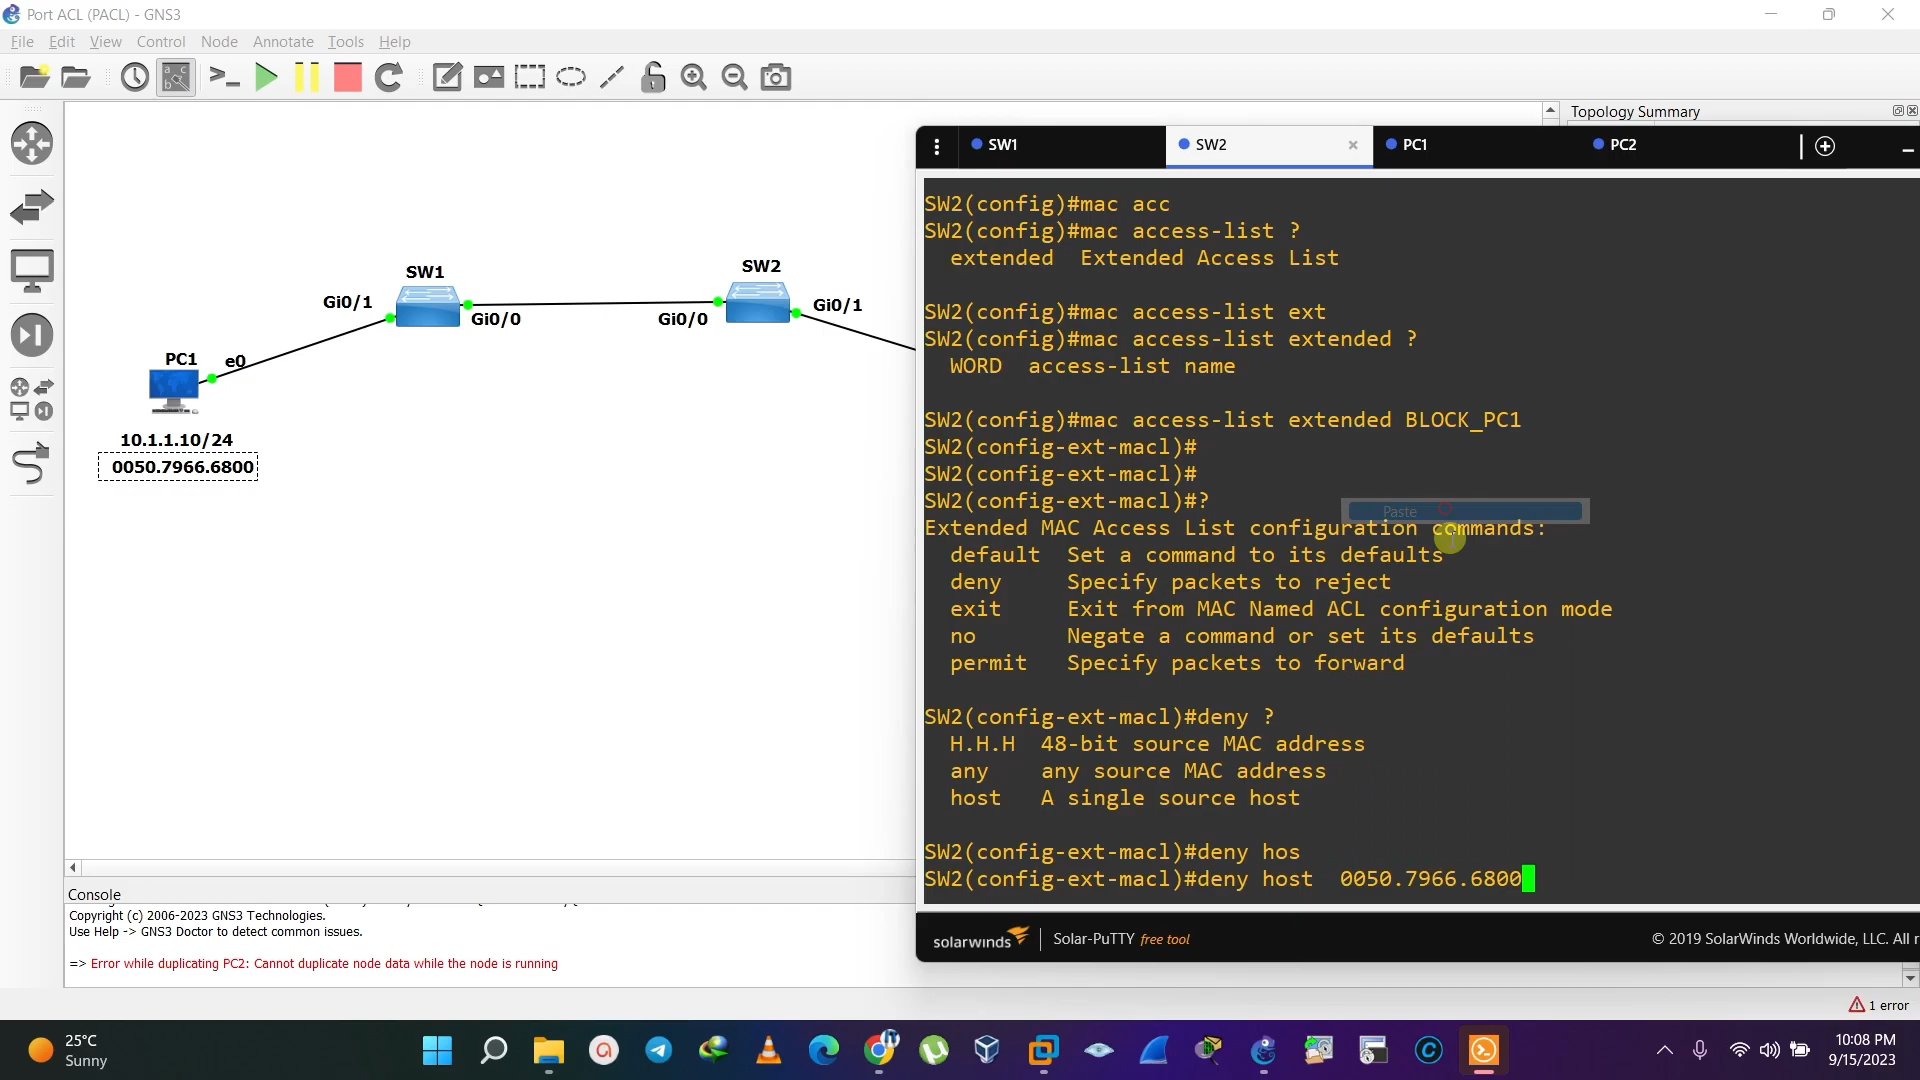 Port ACL (PACL) - GNS3
File Edit View Control Node Annotate Tools Help
Topology Summary
SW1
SW2
PC1
PC2
SW1
SW2
Gi0/1
Gi0/0
Gi0/0
Gi0/1
PC1
e0
10.1.1.10/24
0050.7966.6800
SW2(config)#mac acc
SW2(config)#mac access-list ?
extended Extended Access List
SW2(config)#mac access-list ext
SW2(config)#mac access-list extended ?
WORD access-list name
SW2(config)#mac access-list extended BLOCK_PC1
SW2(config-ext-macl)#
SW2(config-ext-macl)#
SW2(config-ext-macl)#?
Paste
Extended MAC Access List configuration commands:
default Set a command to its defaults
deny Specify packets to reject
exit Exit from MAC Named ACL configuration mode
no Negate a command or set its defaults
permit Specify packets to forward
SW2(config-ext-macl)#deny ?
H.H.H 48-bit source MAC address
any any source MAC address
host A single source host
SW2(config-ext-macl)#deny hos
SW2(config-ext-macl)#deny host 0050.7966.6800
solarwinds Solar-PuTTY free tool
© 2019 SolarWinds Worldwide, LLC. All r
Console
Copyright (c) 2006-2023 GNS3 Technologies.
Use Help -> GNS3 Doctor to detect common issues.
=> Error while duplicating PC2: Cannot duplicate node data while the node is running
1 error
25°C
Sunny
10:08 PM
9/15/2023